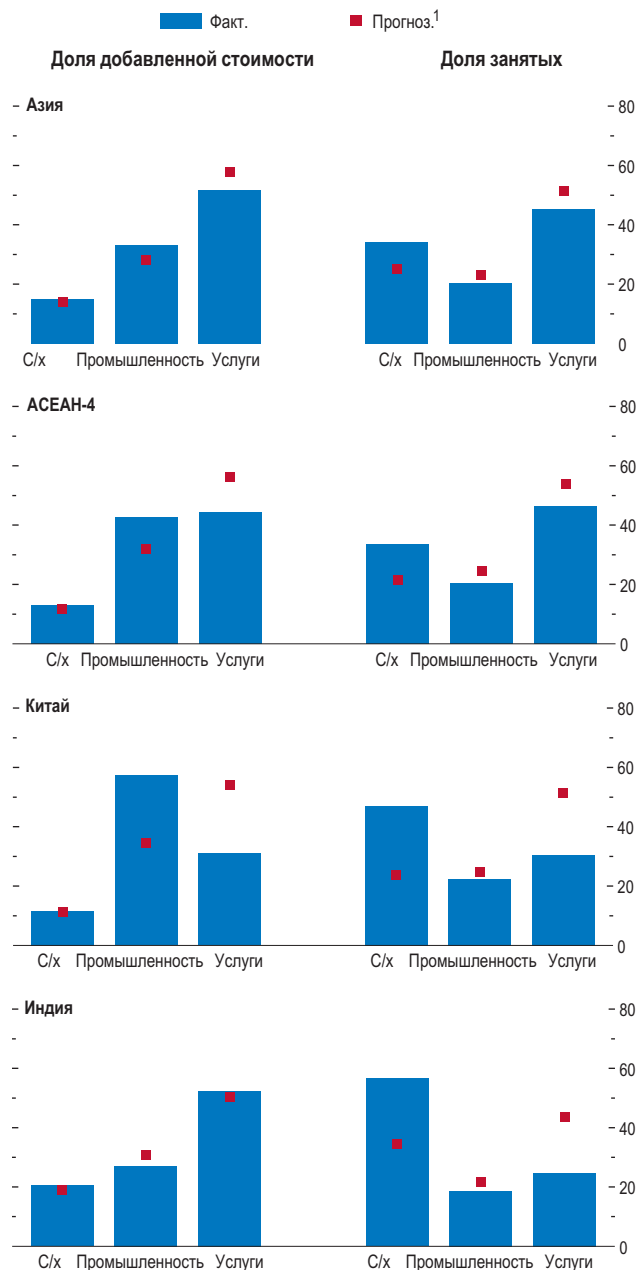 Факт. Прогноз.1
Доля добавленной стоимости Доля занятых
Азия
80
60
40
20
0
С/х Промышленность Услуги С/х Промышленность Услуги
АСЕАН-4
80
60
40
20
0
С/х Промышленность Услуги С/х Промышленность Услуги
Китай
80
60
40
20
0
С/х Промышленность Услуги С/х Промышленность Услуги
Индия
80
60
40
20
0
С/х Промышленность Услуги С/х Промышленность Услуги